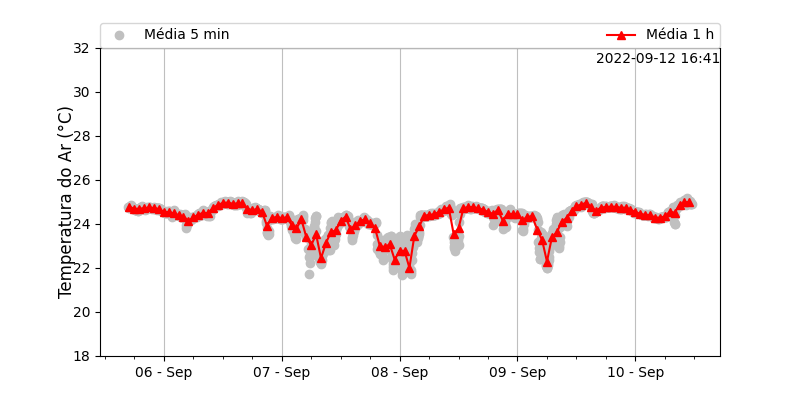 Média 5 min
Média 1 h
2022-09-12 16:41
Temperatura do Ar (°C)
32
30
28
26
24
22
20
18
06 - Sep
07 - Sep
08 - Sep
09 - Sep
10 - Sep